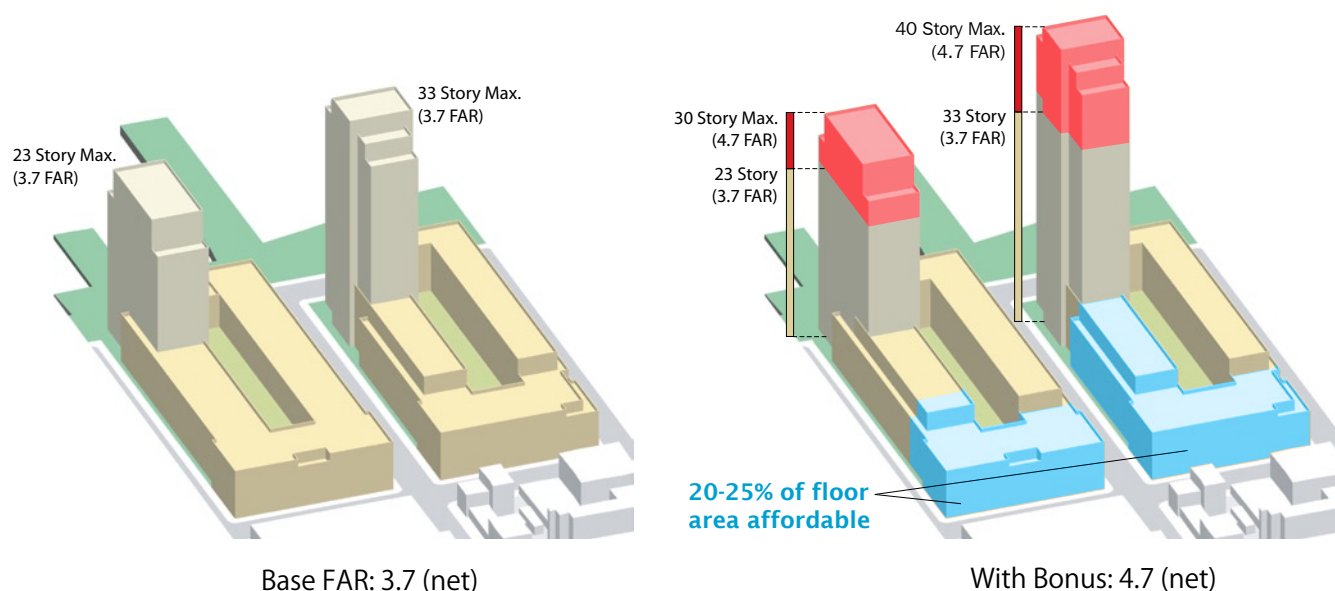 33 Story Max.
(3.7 FAR)
23 Story Max.
(3.7 FAR)
Base FAR: 3.7 (net)
40 Story Max.
(4.7 FAR)
33 Story
(3.7 FAR)
30 Story Max.
(4.7 FAR)
23 Story
(3.7 FAR)
20-25% of floor
area affordable
With Bonus: 4.7 (net)